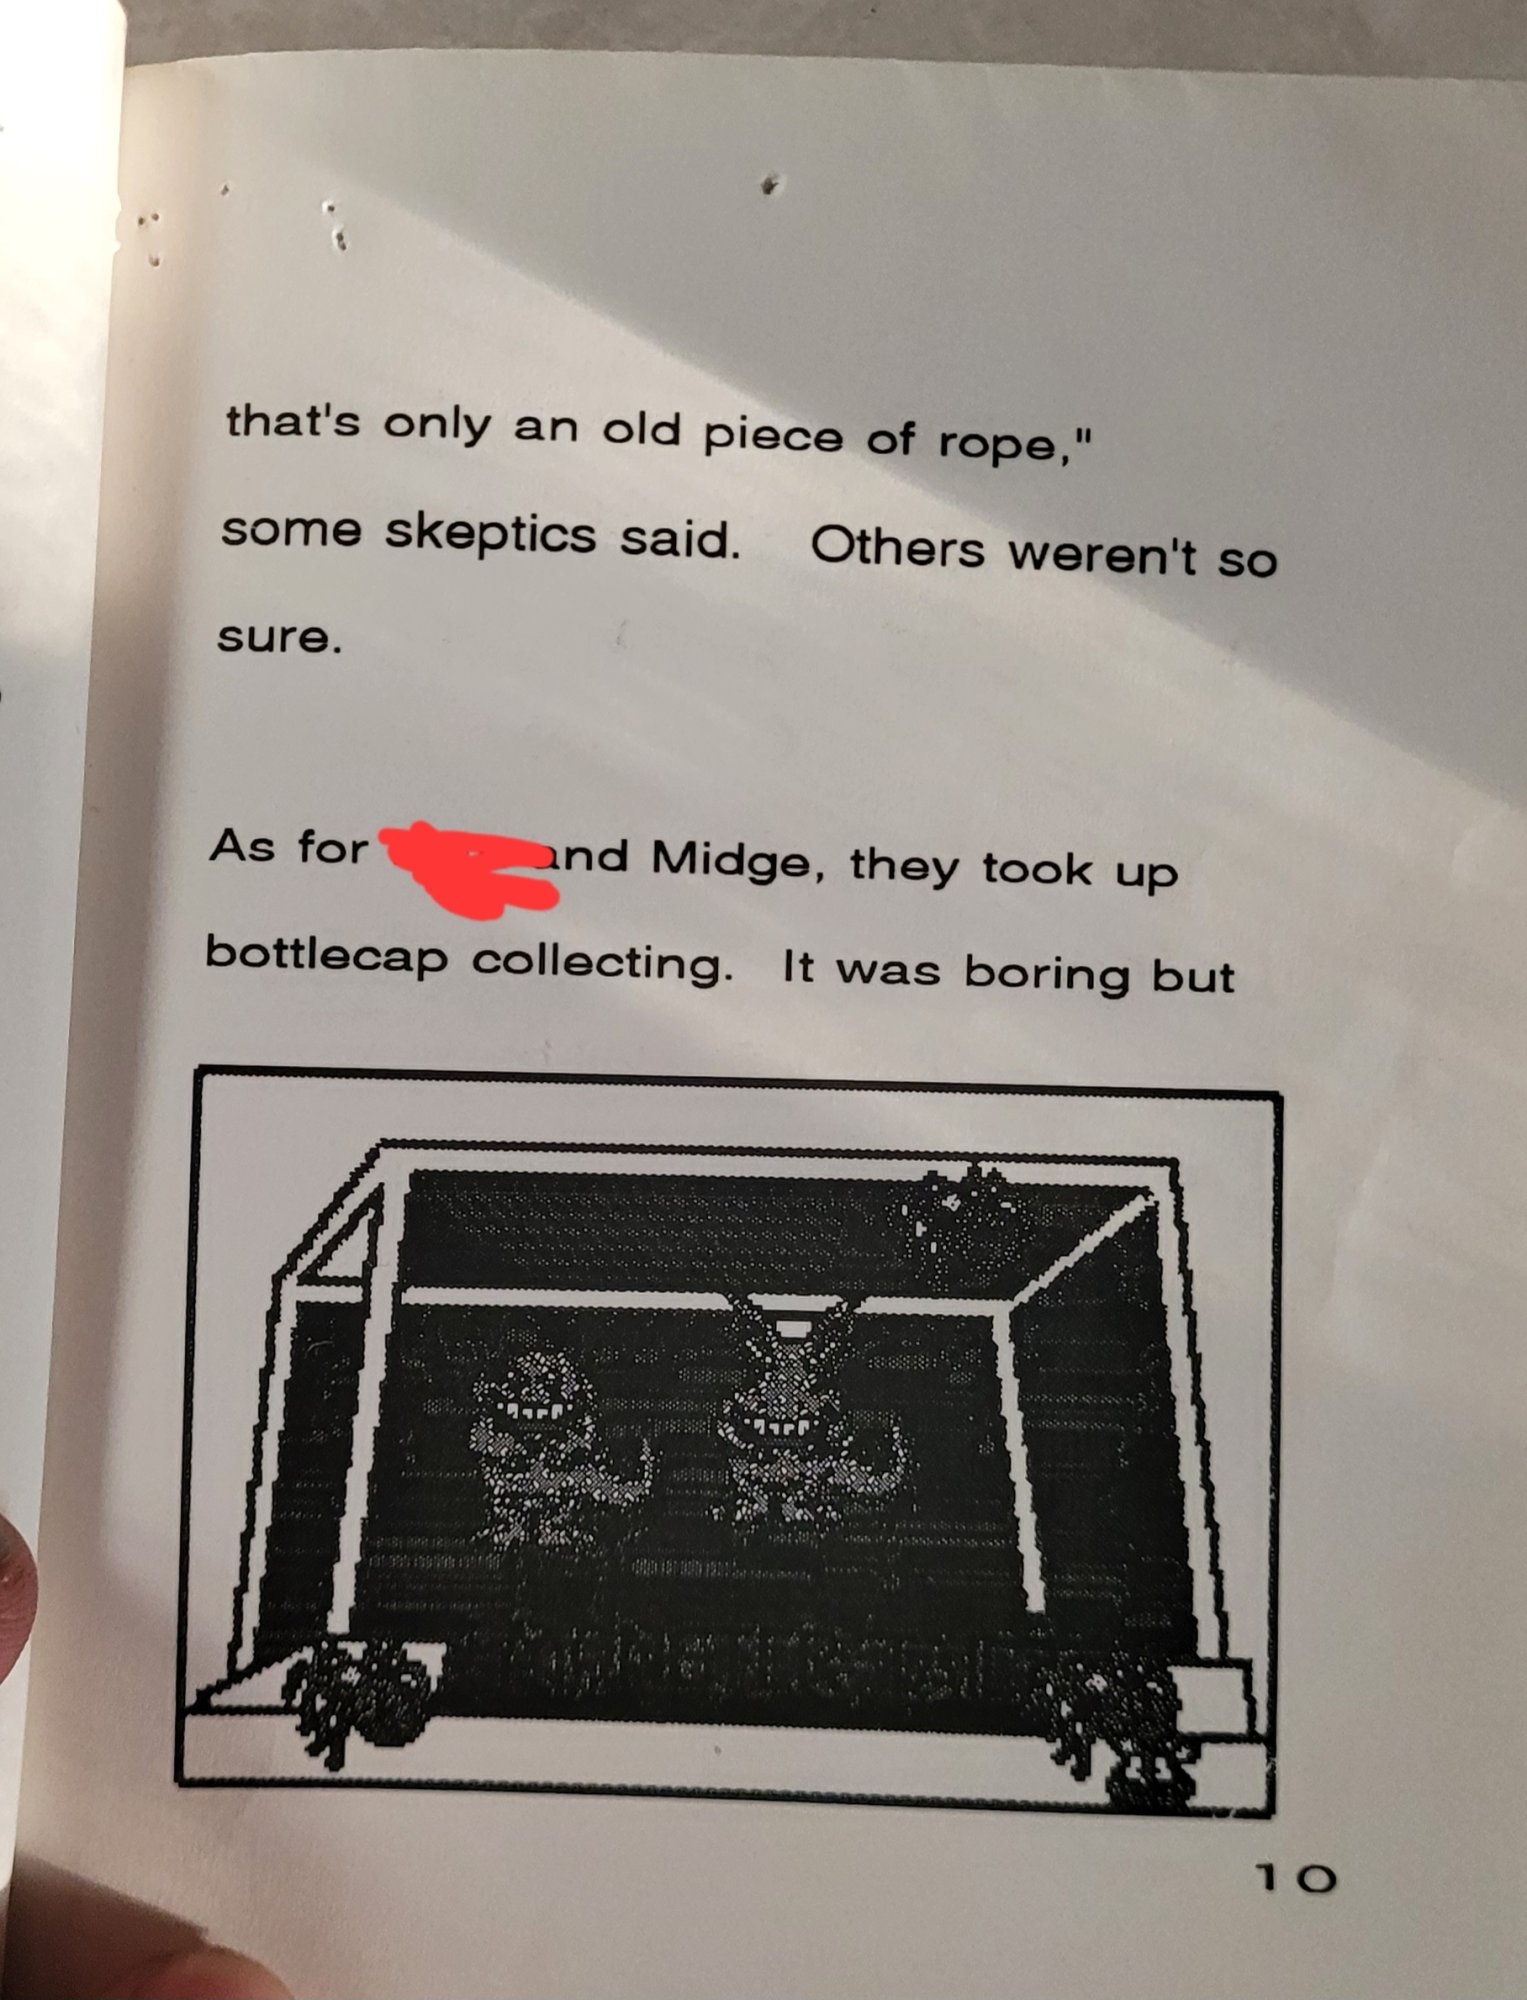 that's only an old piece of rope,"
some skeptics said. Others weren't so
sure.
As for and Midge, they took up
bottlecap collecting. It was boring but
10